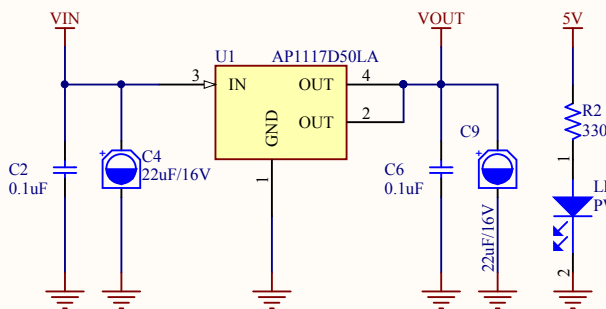 VIN
VOUT
5V
U1
AP1117D50LA
3
IN
OUT
4
OUT
2
GND
1
C2
0.1uF
C4
22uF/16V
C6
0.1uF
C9
22uF/16V
R2
330
1
2